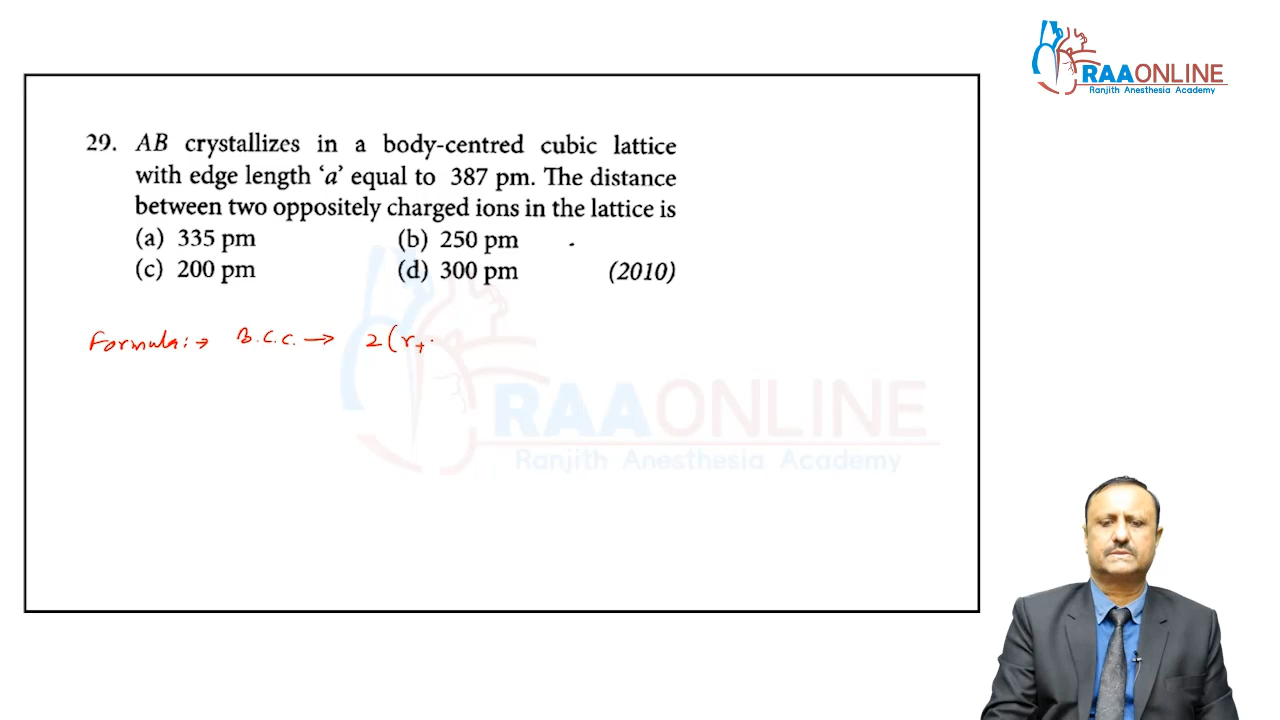 RAAONLINE
Ranjith Anesthesia Academy
29. AB crystallizes in a body-centred cubic lattice
with edge length ‘a’ equal to 387 pm. The distance
between two oppositely charged ions in the lattice is
(a) 335 pm (b) 250 pm
(c) 200 pm (d) 300 pm (2010)
Formula:→ B.C.C. → 2(r+
RAAONLINE
Ranjith Anesthesia Academy